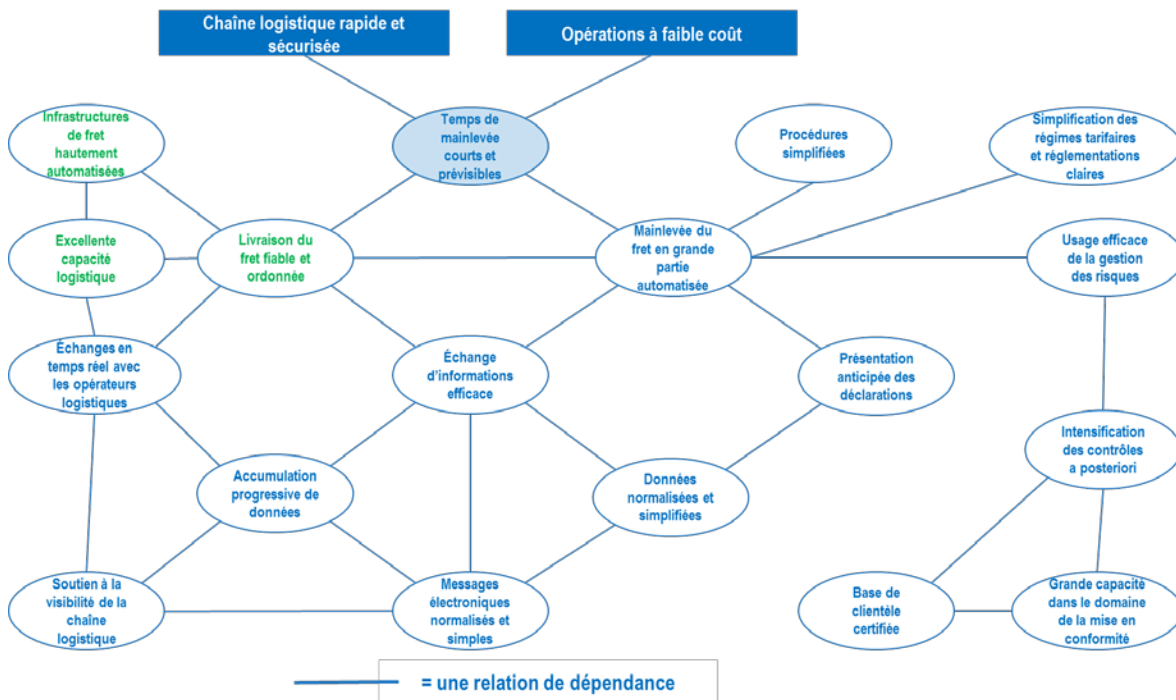 Chaîne logistique rapide et
sécurisée
Opérations à faible coût
Infrastructures
de fret
hautement
automatisées
Temps de
mainlevée
courts et
prévisibles
Procédures
simplifiées
Simplification des
régimes tarifaires
et réglementations
claires
Excellente
capacité
logistique
Livraison du
fret fiable et
ordonnée
Mainlevée du
fret en grande
partie
automatisée
Usage efficace
de la gestion
des risques
Échanges en
temps réel avec
les opérateurs
logistiques
Échange
d’informations
efficace
Présentation
anticipée des
déclarations
Intensification
des contrôles
a posteriori
Accumulation
progressive de
données
Données
normalisées et
simplifiées
Soutien à la
visibilité de la
chaîne
logistique
Messages
électroniques
normalisés et
simples
Base de
clientèle
certifiée
Grande capacité
dans le domaine
de la mise en
conformité
= une relation de dépendance